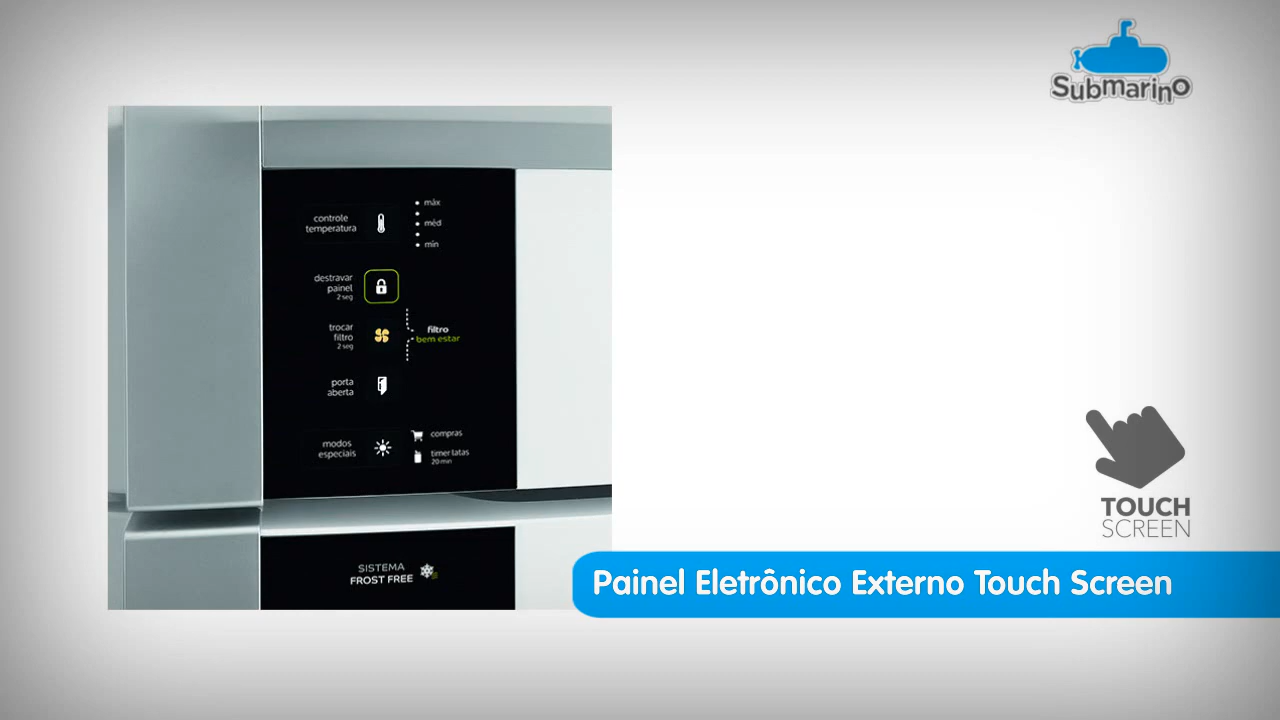 Submarino
controle
temperatura
máx
méd
mín
destravar
painel
2 seg
trocar
filtro
2 seg
filtro
bem estar
porta
aberta
modos
especiais
compras
timer latas
20 min
SISTEMA
FROST FREE
TOUCH
SCREEN
Painel Eletrônico Externo Touch Screen